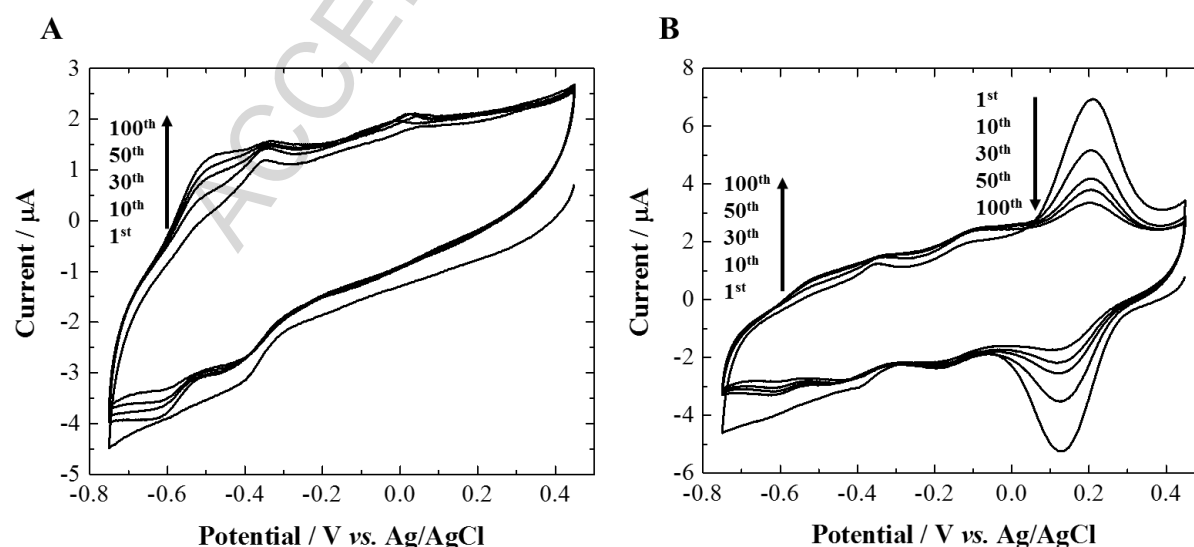 A
ACCE
3
2
1
0
-1
-2
-3
-4
-5
100th
50th
30th
10th
1st
Current / µA
-0.8 -0.6 -0.4 -0.2 0.0 0.2 0.4
Potential / V vs. Ag/AgCl
B
8
6
4
2
0
-2
-4
-6
1st
10th
30th
50th
100th
100th
50th
30th
10th
1st
Current / µA
-0.8 -0.6 -0.4 -0.2 0.0 0.2 0.4
Potential / V vs. Ag/AgCl